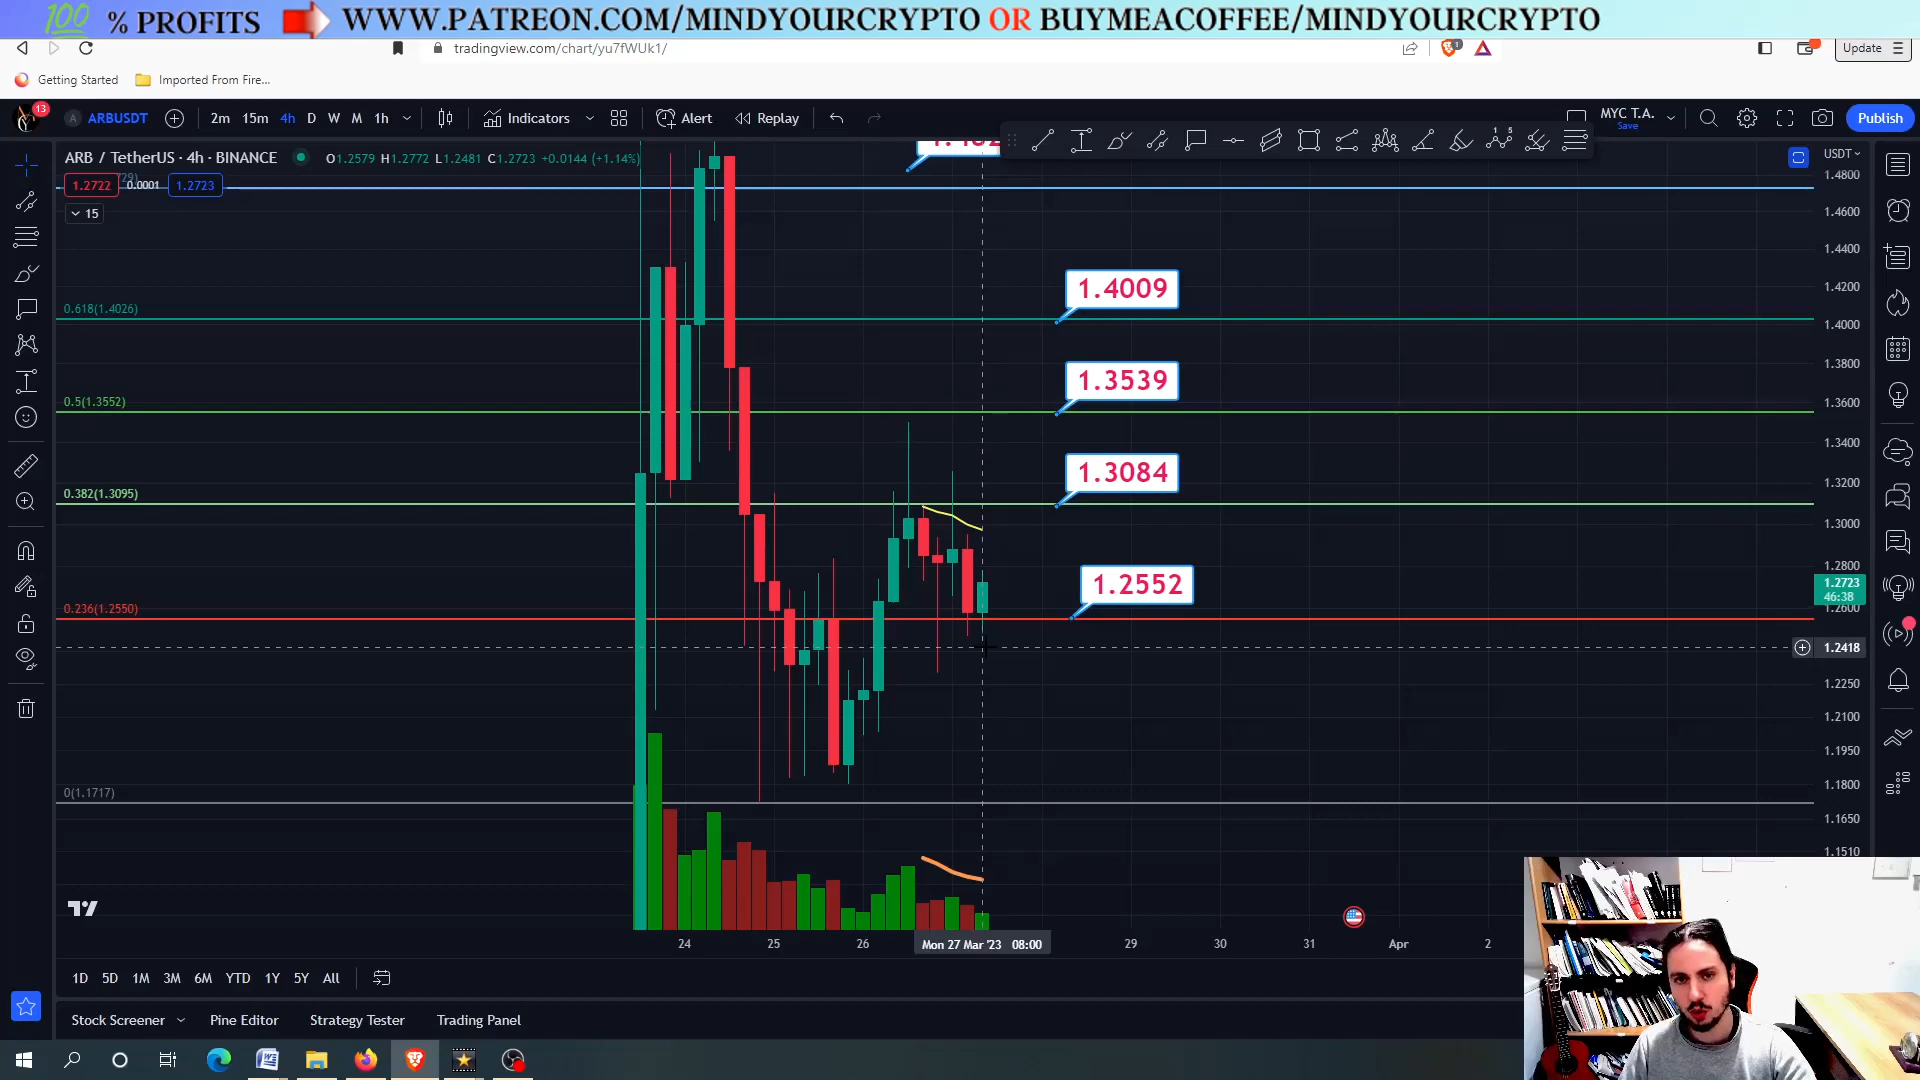 100 % PROFITS WWW.PATREON.COM/MINDYOURCRYPTO OR BUYMEACOFFEE/MINDYOURCRYPTO
tradingview.com/chart/yu7fWUk1/
1
Update
Getting Started
Imported From Fire...
13
ARBUSDT
2m 15m 4h D W M 1h
Indicators
Alert
Replay
MYC T.A.
Save
Publish
ARB / TetherUS · 4h · BINANCE
O1.2579 H1.2772 L1.2481 C1.2723 +0.0144 (+1.14%)
USDT
1.2722
0.0001
1.2723
15
1.4800
1.4600
1.4400
1.4200
1.4000
1.3800
1.3600
1.3400
1.3200
1.3000
1.2800
1.2723
46:38
1.2600
1.2418
1.2250
1.2100
1.1950
1.1800
1.1650
1.1510
0.618(1.4026)
1.4009
0.5(1.3552)
1.3539
0.382(1.3095)
1.3084
0.236(1.2550)
1.2552
0(1.1717)
24 25 26
Mon 27 Mar '23 08:00
29 30 31 Apr 2
1D 5D 1M 3M 6M YTD 1Y 5Y All
Stock Screener
Pine Editor
Strategy Tester
Trading Panel